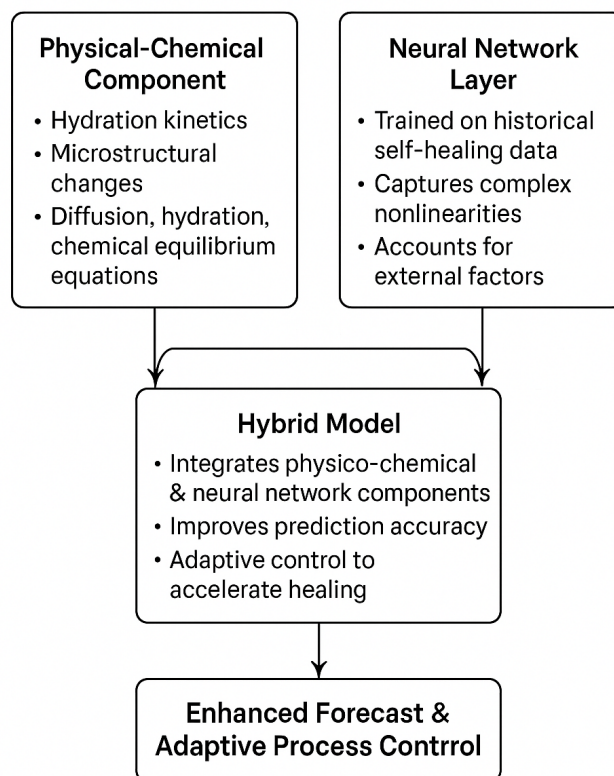 Physical-Chemical
Component
• Hydration kinetics
• Microstructural
changes
• Diffusion, hydration,
chemical equilibrium
equations
Neural Network
Layer
• Trained on historical
self-healing data
• Captures complex
nonlinearities
• Accounts for
external factors
Hybrid Model
• Integrates physico-chemical
& neural network components
• Improves prediction accuracy
• Adaptive control to
accelerate healing
Enhanced Forecast &
Adaptive Process Contrrol